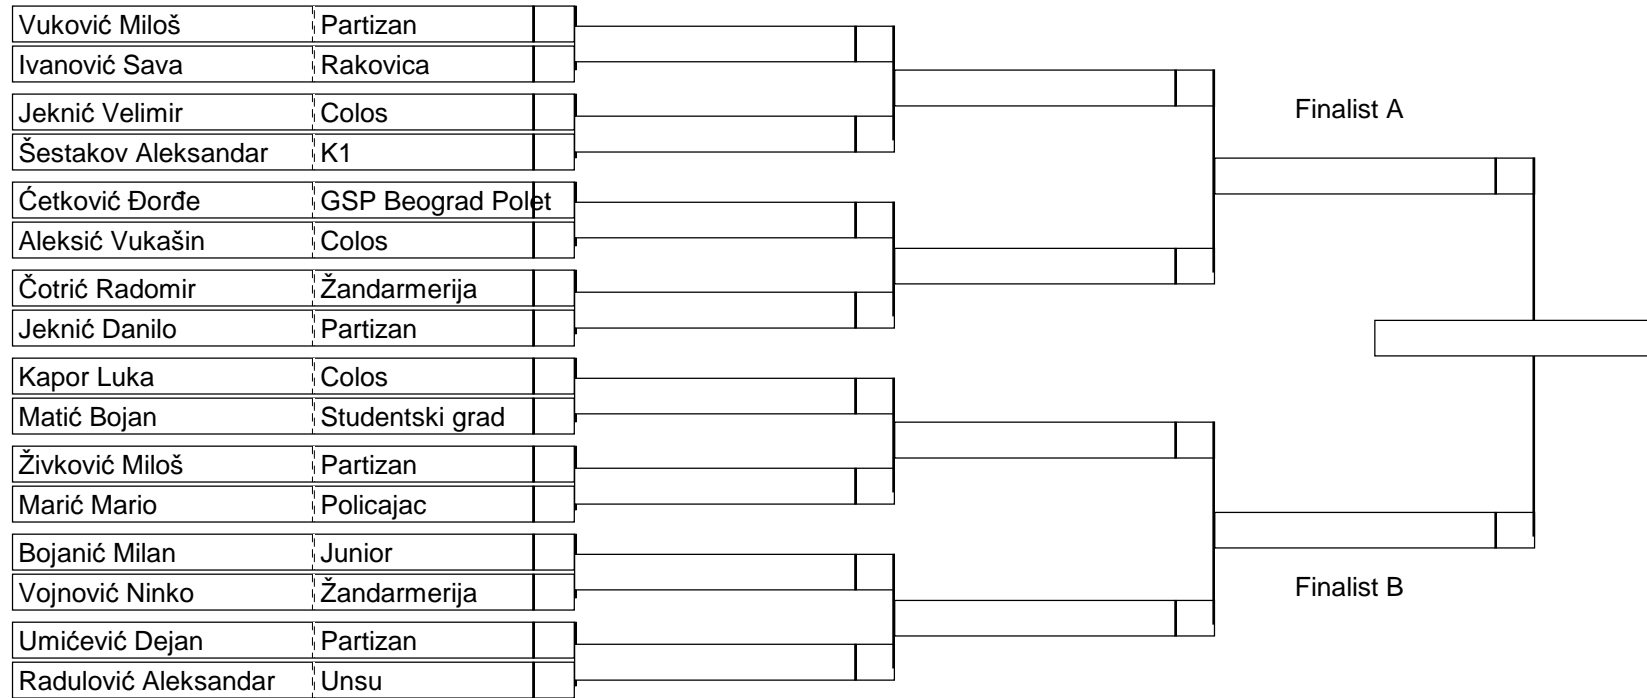 Vuković Miloš Partizan
Ivanović Sava Rakovica
Jeknić Velimir Colos
Šestakov Aleksandar K1
Ćetković Đorđe GSP Beograd Polet
Aleksić Vukašin Colos
Čotrić Radomir Žandarmerija
Jeknić Danilo Partizan
Kapor Luka Colos
Matić Bojan Studentski grad
Živković Miloš Partizan
Marić Mario Policajac
Bojanić Milan Junior
Vojnović Ninko Žandarmerija
Umićević Dejan Partizan
Radulović Aleksandar Unsu
Finalist A
Finalist B